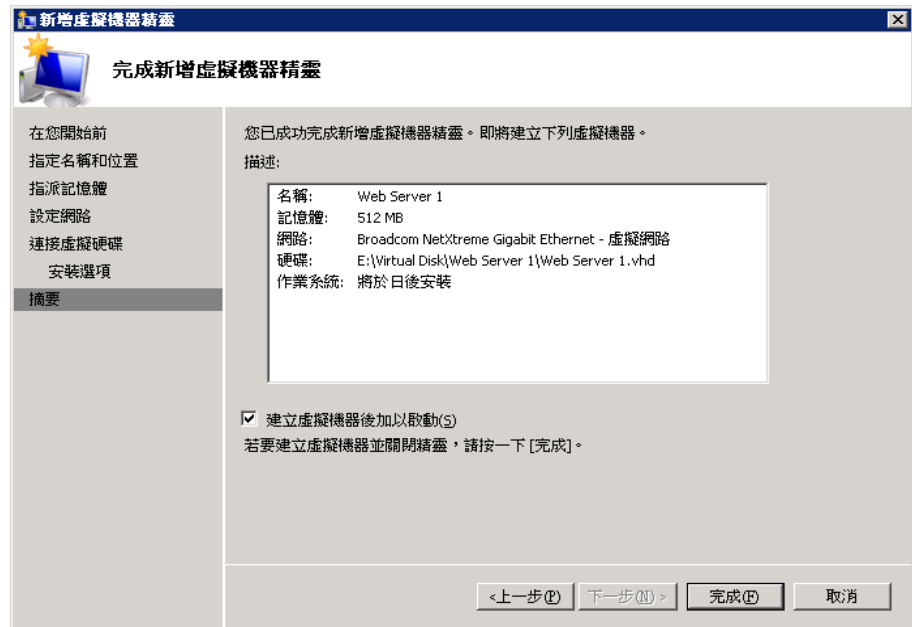 新增虛擬機器精靈
完成新增虛擬機器精靈
在您開始前
指定名稱和位置
指派記憶體
設定網路
連接虛擬硬碟
安裝選項
摘要
您已成功完成新增虛擬機器精靈。即將建立下列虛擬機器。
描述:
名稱: Web Server 1
記憶體: 512 MB
網路: Broadcom NetXtreme Gigabit Ethernet - 虛擬網路
硬碟: E:\Virtual Disk\Web Server 1\Web Server 1.vhd
作業系統: 將於日後安裝
建立虛擬機器後加以啟動(S)
若要建立虛擬機器並關閉精靈，請按一下 [完成]。
<上一步(P) 下一步(N) > 完成(F) 取消